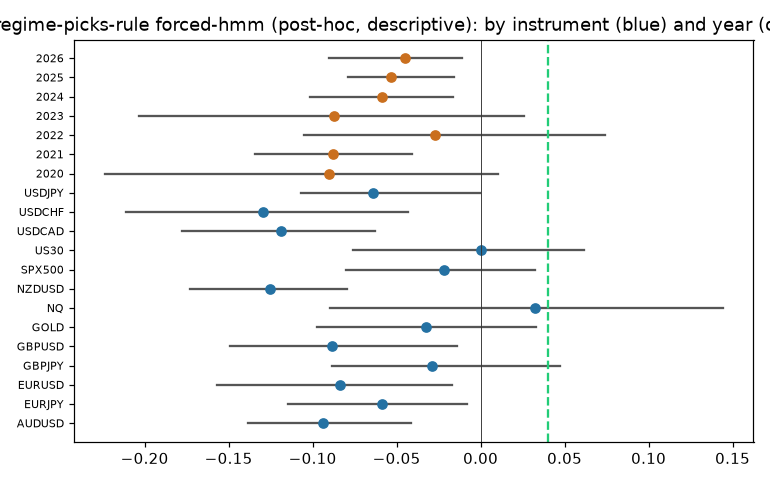 regime-picks-rule forced-hmm (post-hoc, descriptive): by instrument (blue) and year (
2026
2025
2024
2023
2022
2021
2020
USDJPY
USDCHF
USDCAD
US30
SPX500
NZDUSD
NQ
GOLD
GBPUSD
GBPJPY
EURUSD
EURJPY
AUDUSD
−0.20 −0.15 −0.10 −0.05 0.00 0.05 0.10 0.15